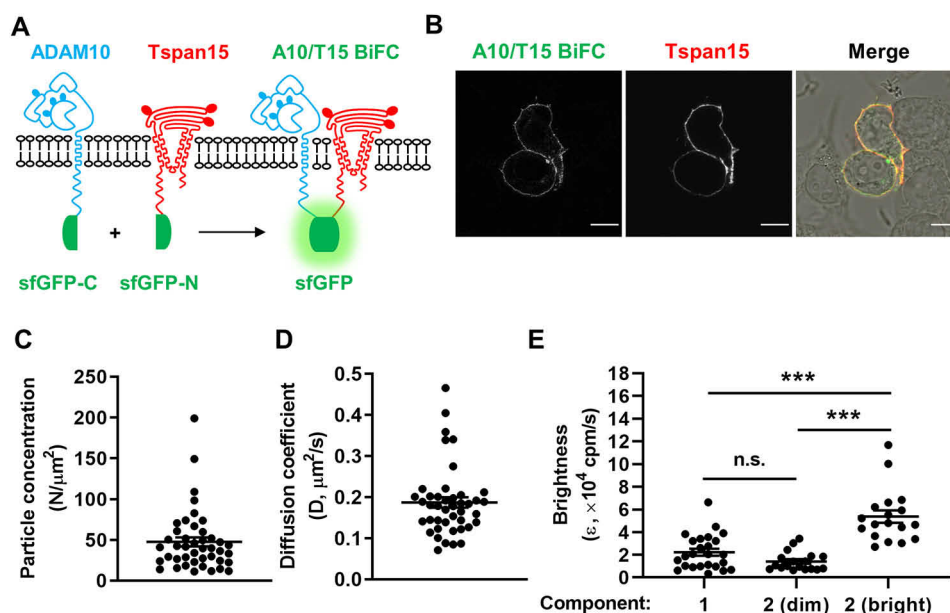 A
ADAM10 Tspan15 A10/T15 BiFC
+
sfGFP-C sfGFP-N sfGFP
B
A10/T15 BiFC Tspan15 Merge
C
Particle concentration
(N/μm²)
250
200
150
100
50
0
D
Diffusion coefficient
(D, μm²/s)
0.5
0.4
0.3
0.2
0.1
0.0
E
Brightness
(ε, ×10⁴ cpm/s)
18
16
14
12
10
8
6
4
2
0
***
***
n.s.
Component: 1 2 (dim) 2 (bright)